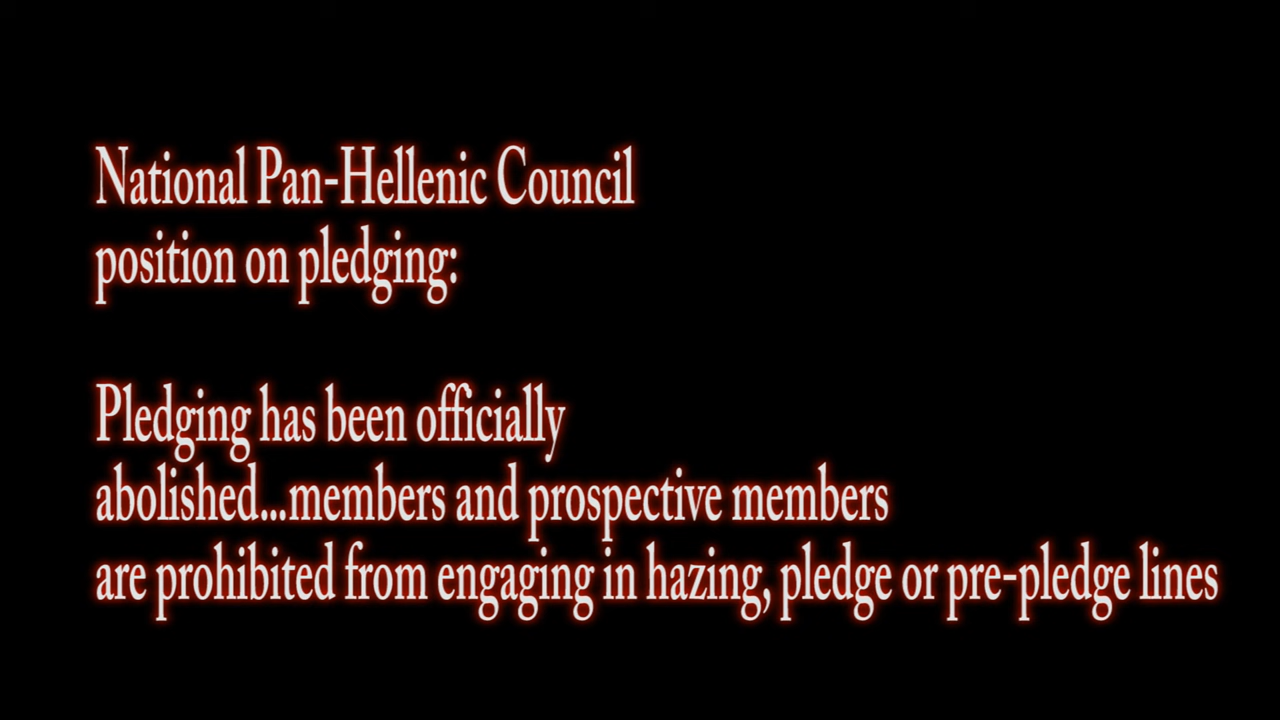 National Pan-Hellenic Council
position on pledging:
Pledging has been officially
abolished...members and prospective members
are prohibited from engaging in hazing, pledge or pre-pledge lines